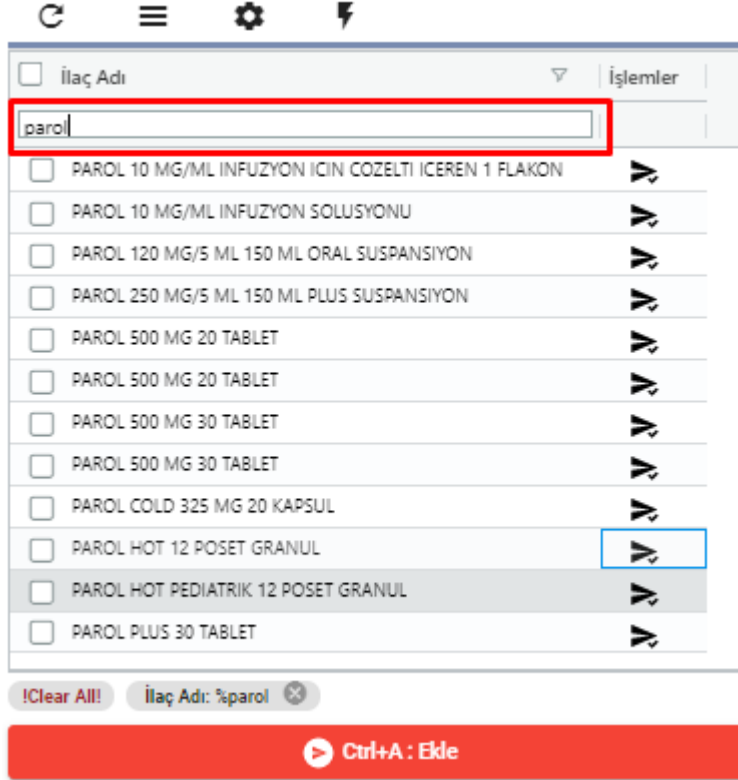 İlaç Adı İşlemler
parol
PAROL 10 MG/ML INFUZYON ICIN COZELTI ICEREN 1 FLAKON
PAROL 10 MG/ML INFUZYON SOLUSYONU
PAROL 120 MG/5 ML 150 ML ORAL SUSPANSIYON
PAROL 250 MG/5 ML 150 ML PLUS SUSPANSIYON
PAROL 500 MG 20 TABLET
PAROL 500 MG 20 TABLET
PAROL 500 MG 30 TABLET
PAROL 500 MG 30 TABLET
PAROL COLD 325 MG 20 KAPSUL
PAROL HOT 12 POSET GRANUL
PAROL HOT PEDIATRIK 12 POSET GRANUL
PAROL PLUS 30 TABLET
!Clear All! İlaç Adı: %parol
Ctrl+A : Ekle